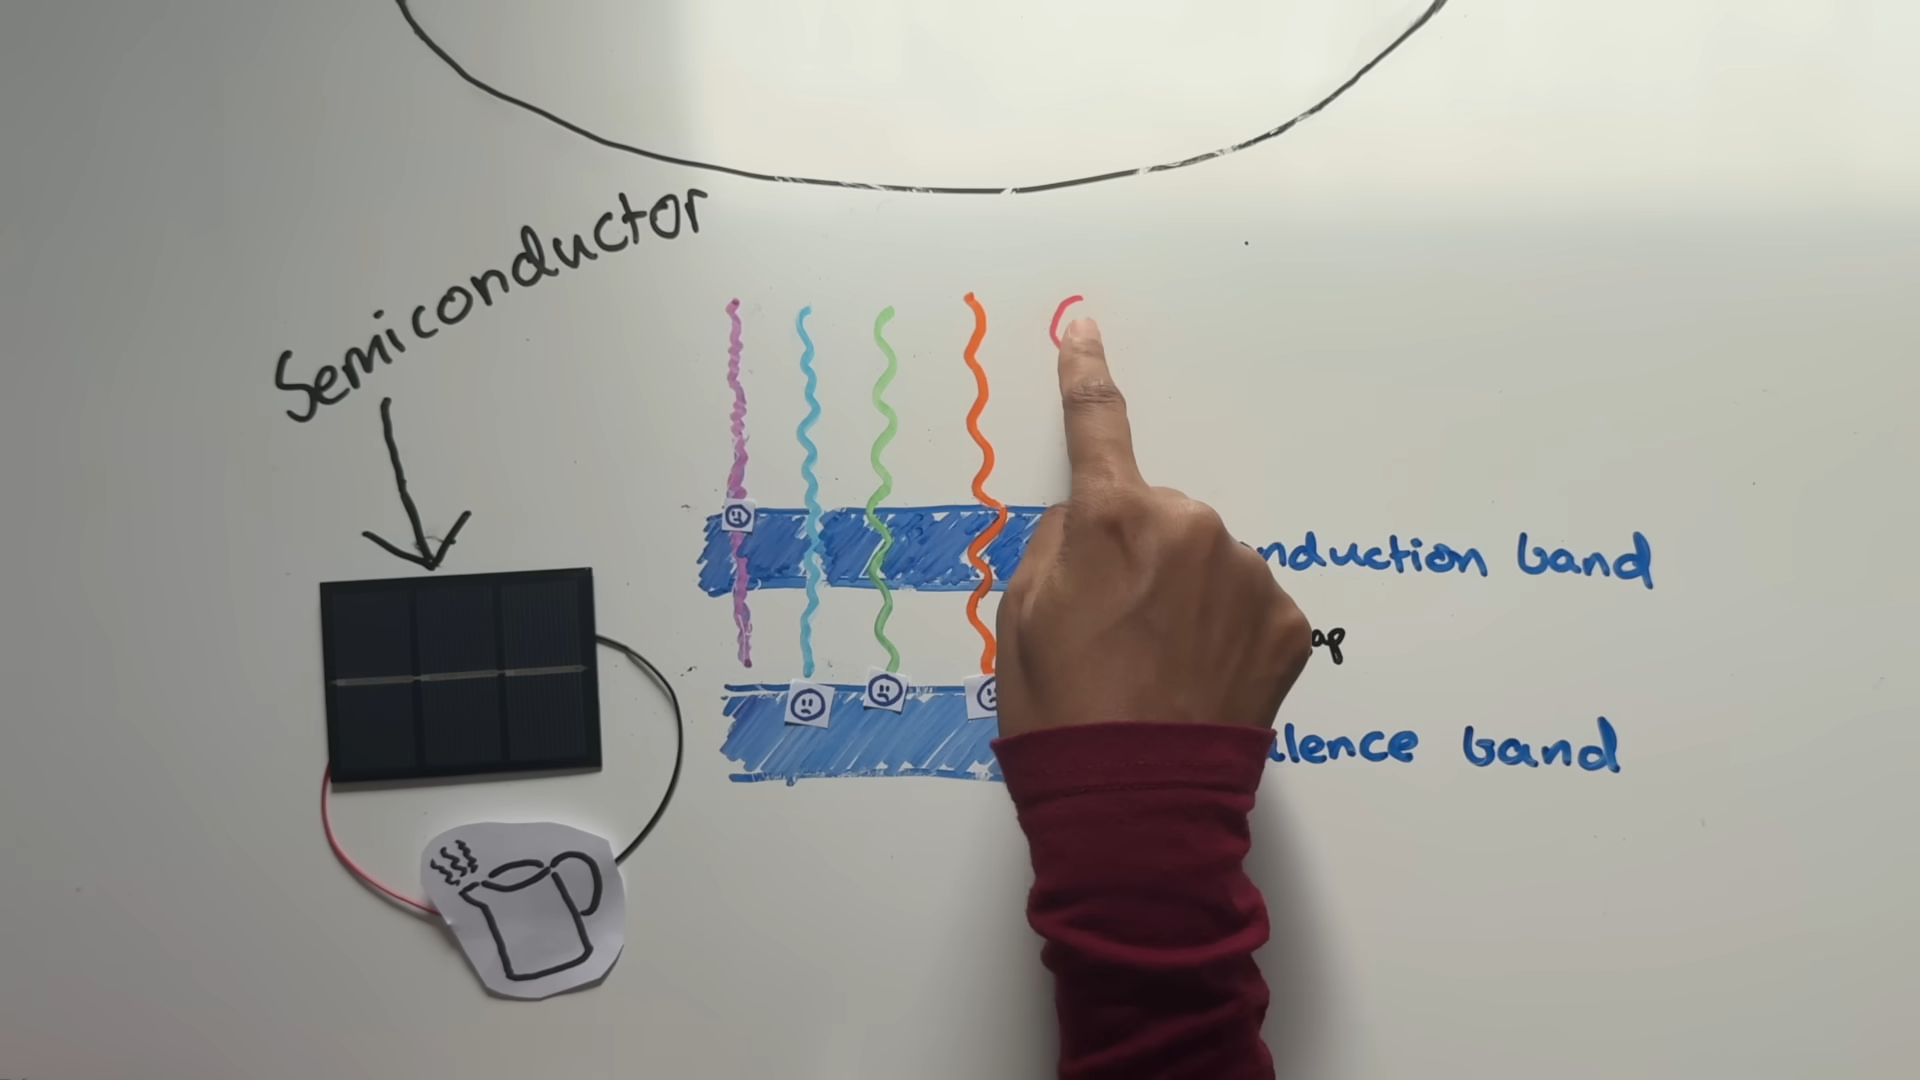 Semiconductor
nduction band
ap
lence band